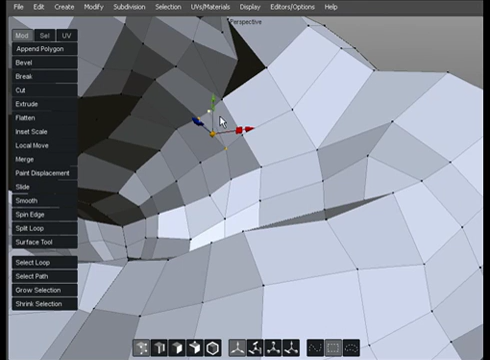 File Edit Create Modify Subdivision Selection UVs/Materials Display Editors/Options Help
Perspective
Mod Sel UV
Append Polygon
Bevel
Break
Cut
Extrude
Flatten
Inset Scale
Local Move
Merge
Paint Displacement
Slide
Smooth
Spin Edge
Split Loop
Surface Tool
Select Loop
Select Path
Grow Selection
Shrink Selection